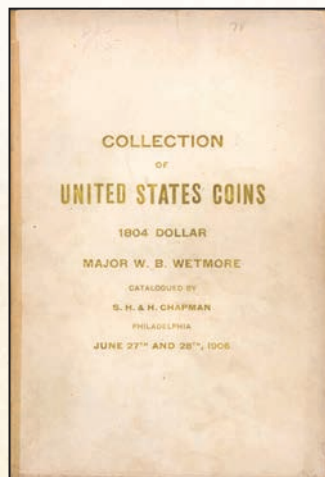 COLLECTION
OF
UNITED STATES COINS
1804 DOLLAR
MAJOR W. B. WETMORE
CATALOGUED BY
S. H. & H. CHAPMAN
PHILADELPHIA
JUNE 27TH AND 28TH, 1906